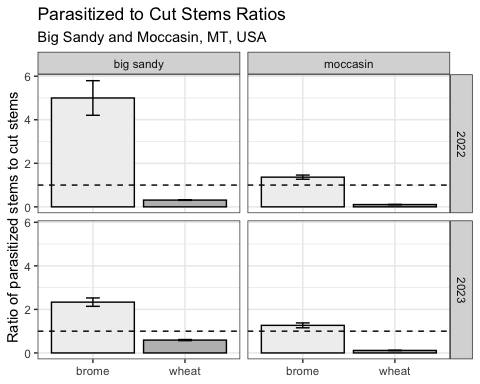 Parasitized to Cut Stems Ratios
Big Sandy and Moccasin, MT, USA
big sandy
moccasin
Ratio of parasitized stems to cut stems
6
4
2
0
2022
6
4
2
0
2023
brome
wheat
brome
wheat